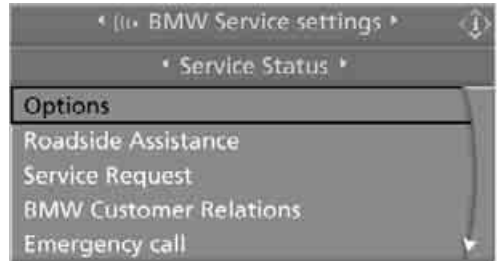 BMW Service settings
Service Status
Options
Roadside Assistance
Service Request
BMW Customer Relations
Emergency call